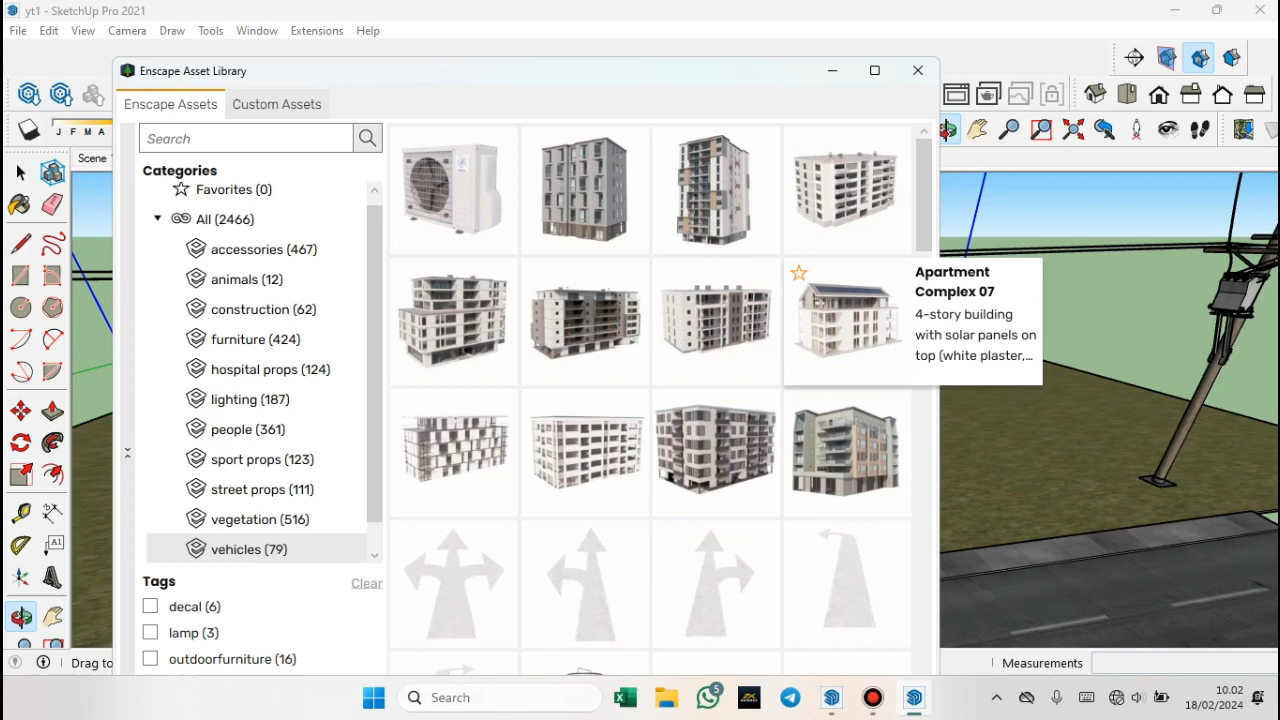 yt1 - SketchUp Pro 2021
File Edit View Camera Draw Tools Window Extensions Help
Enscape Asset Library
Enscape Assets Custom Assets
J F M A
Search
Scene
Categories
Favorites (0)
All (2466)
accessories (467)
animals (12)
construction (62)
furniture (424)
hospital props (124)
lighting (187)
people (361)
sport props (123)
street props (111)
vegetation (516)
vehicles (79)
Apartment
Complex 07
4-story building
with solar panels on
top (white plaster,...
A1
Tags Clear
decal (6)
lamp (3)
outdoorfurniture (16)
Drag to
Measurements
Search
5
10.02
18/02/2024